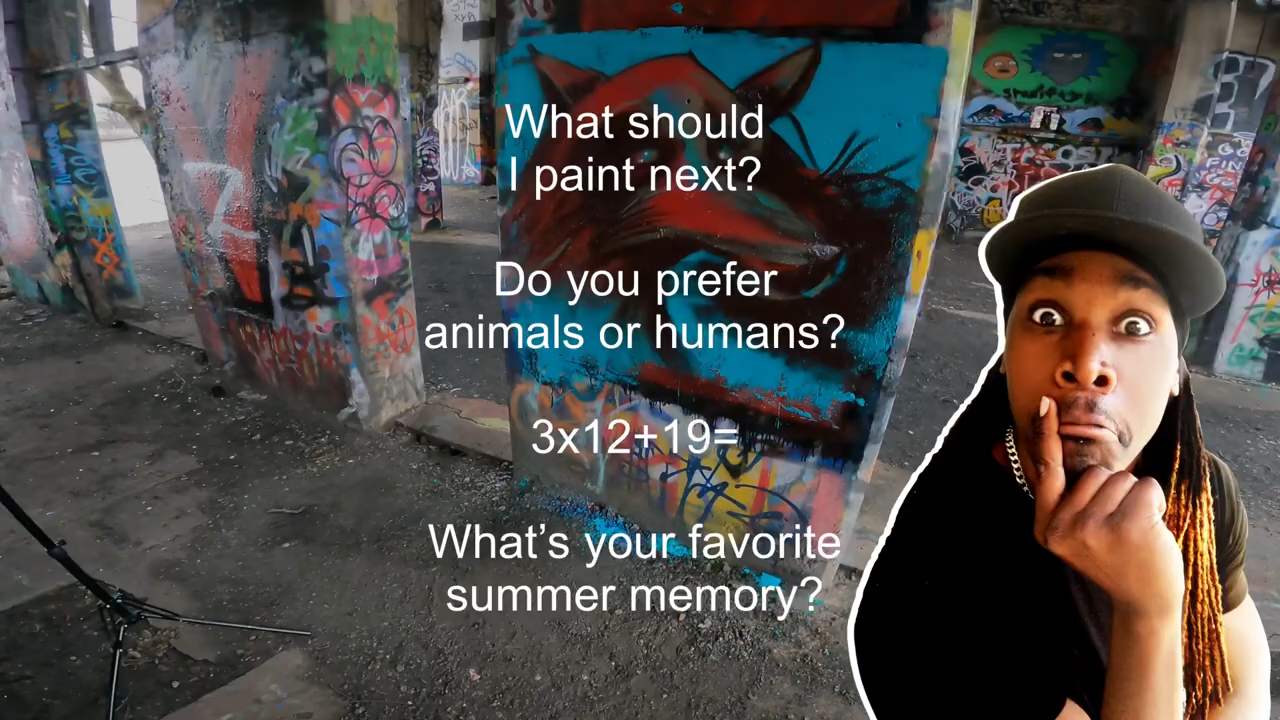 What should
I paint next?
Do you prefer
animals or humans?
3x12+19=
What’s your favorite
summer memory?